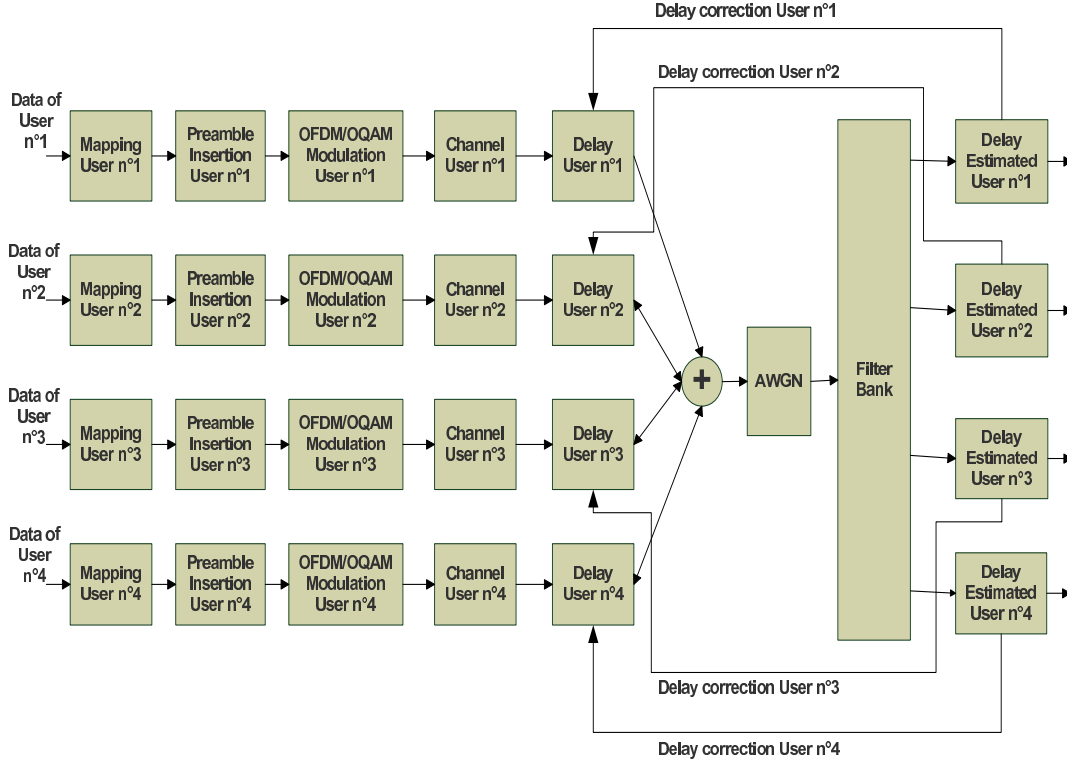 Delay correction User n°1
Delay correction User n°2
Data of
User
n°1
Mapping
User n°1
Preamble
Insertion
User n°1
OFDM/OQAM
Modulation
User n°1
Channel
User n°1
Delay
User n°1
Delay
Estimated
User n°1
Data of
User
n°2
Mapping
User n°2
Preamble
Insertion
User n°2
OFDM/OQAM
Modulation
User n°2
Channel
User n°2
Delay
User n°2
Delay
Estimated
User n°2
+
AWGN
Filter
Bank
Data of
User
n°3
Mapping
User n°3
Preamble
Insertion
User n°3
OFDM/OQAM
Modulation
User n°3
Channel
User n°3
Delay
User n°3
Delay
Estimated
User n°3
Data of
User
n°4
Mapping
User n°4
Preamble
Insertion
User n°4
OFDM/OQAM
Modulation
User n°4
Channel
User n°4
Delay
User n°4
Delay
Estimated
User n°4
Delay correction User n°3
Delay correction User n°4